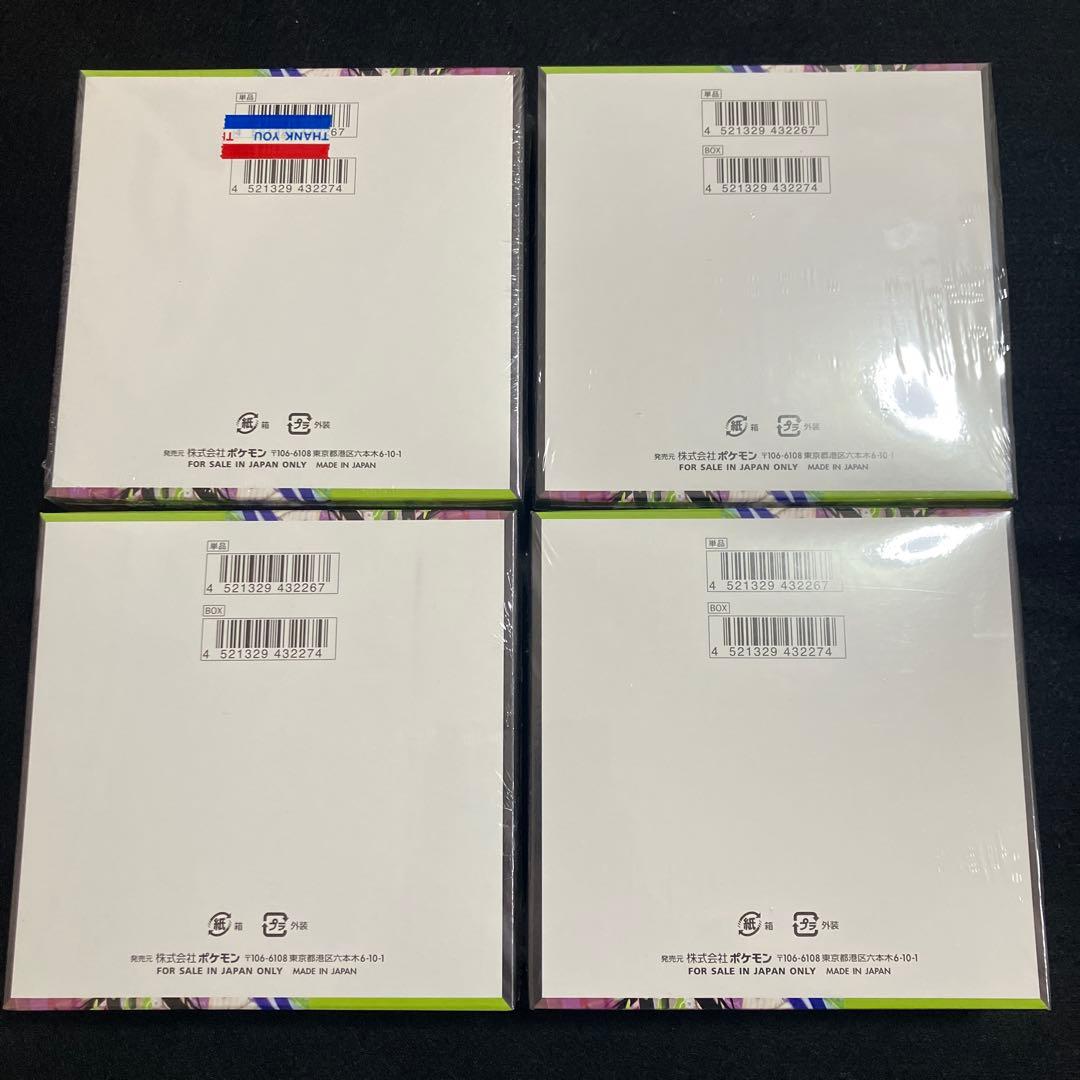 単品
67
THANK YOU
TH
4 521329 432274
紙 箱 プラ 外装
発売元 株式会社ポケモン 〒106-6108 東京都港区六本木6-10-1
FOR SALE IN JAPAN ONLY MADE IN JAPAN
単品
4 521329 432267
BOX
4 521329 432274
紙 箱 プラ 外装
発売元 株式会社ポケモン 〒106-6108 東京都港区六本木6-10-1
FOR SALE IN JAPAN ONLY MADE IN JAPAN
単品
4 521329 432267
BOX
4 521329 432274
紙 箱 プラ 外装
発売元 株式会社ポケモン 〒106-6108 東京都港区六本木6-10-1
FOR SALE IN JAPAN ONLY MADE IN JAPAN
単品
4 521329 432267
BOX
4 521329 432274
紙 箱 プラ 外装
発売元 株式会社ポケモン 〒106-6108 東京都港区六本木6-10-1
FOR SALE IN JAPAN ONLY MADE IN JAPAN